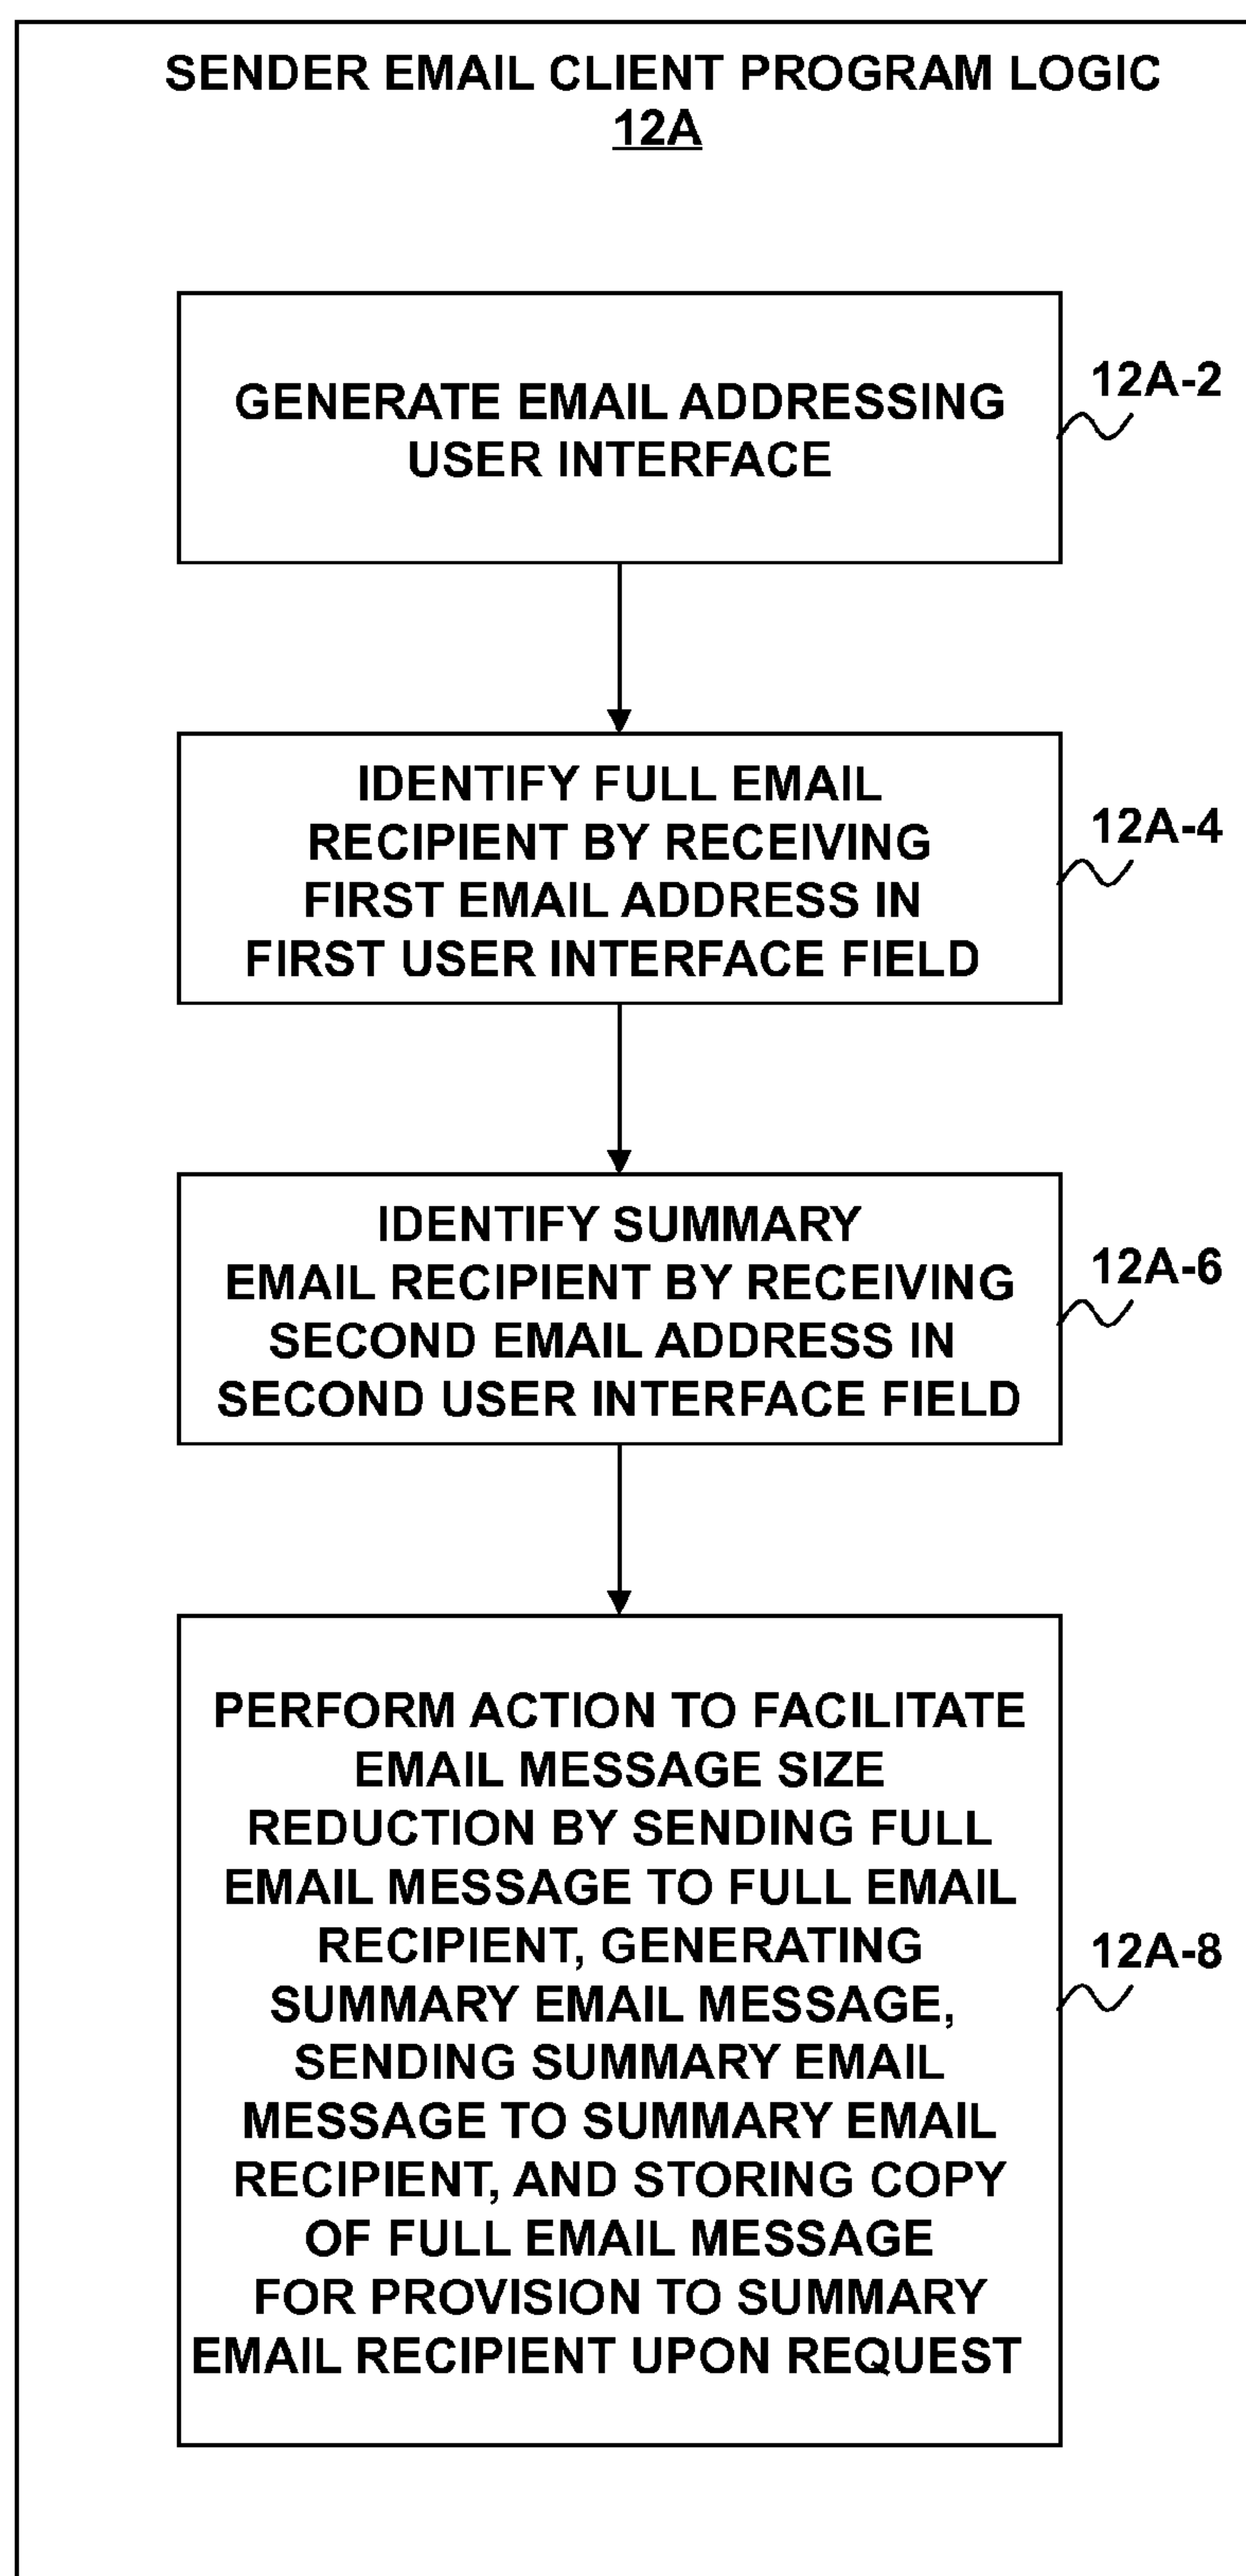 SENDER EMAIL CLIENT PROGRAM LOGIC
12A
GENERATE EMAIL ADDRESSING
USER INTERFACE
12A-2
IDENTIFY FULL EMAIL
RECIPIENT BY RECEIVING
FIRST EMAIL ADDRESS IN
FIRST USER INTERFACE FIELD
12A-4
IDENTIFY SUMMARY
EMAIL RECIPIENT BY RECEIVING
SECOND EMAIL ADDRESS IN
SECOND USER INTERFACE FIELD
12A-6
PERFORM ACTION TO FACILITATE
EMAIL MESSAGE SIZE
REDUCTION BY SENDING FULL
EMAIL MESSAGE TO FULL EMAIL
RECIPIENT, GENERATING
SUMMARY EMAIL MESSAGE,
SENDING SUMMARY EMAIL
MESSAGE TO SUMMARY EMAIL
RECIPIENT, AND STORING COPY
OF FULL EMAIL MESSAGE
FOR PROVISION TO SUMMARY
EMAIL RECIPIENT UPON REQUEST
12A-8